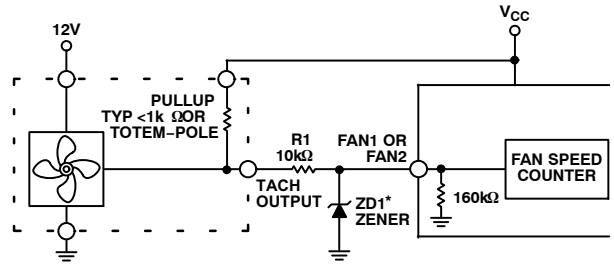 12V
VCC
PULLUP
TYP <1k ΩOR
TOTEM–POLE
R1
10kΩ
FAN1 OR
FAN2
FAN SPEED
COUNTER
TACH
OUTPUT
ZD1*
ZENER
160kΩ